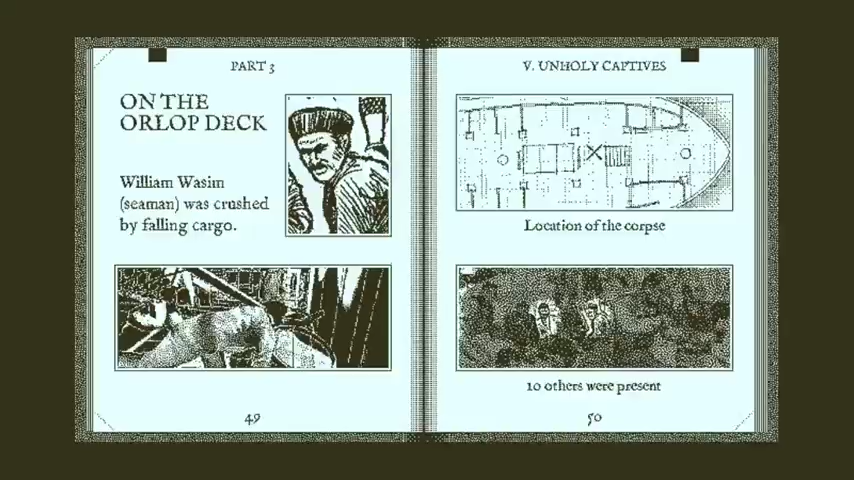 PART 3
ON THE
ORLOP DECK
William Wasim
(seaman) was crushed
by falling cargo.
49
V. UNHOLY CAPTIVES
Location of the corpse
10 others were present
50